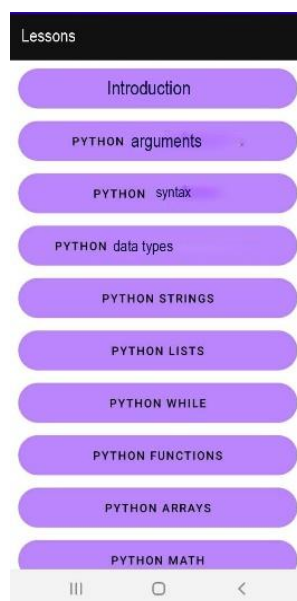 Lessons
Introduction
PYTHON arguments
PYTHON syntax
PYTHON data types
PYTHON STRINGS
PYTHON LISTS
PYTHON WHILE
PYTHON FUNCTIONS
PYTHON ARRAYS
PYTHON MATH